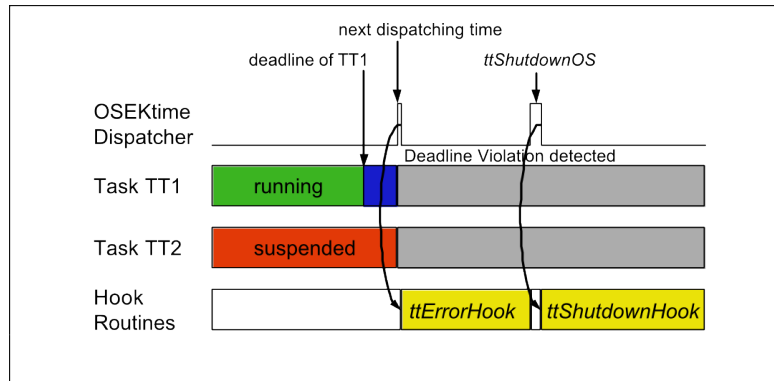 next dispatching time
deadline of TT1
ttShutdownOS
OSEKtime
Dispatcher
Deadline Violation detected
Task TT1
running
Task TT2
suspended
Hook
Routines
ttErrorHook
ttShutdownHook